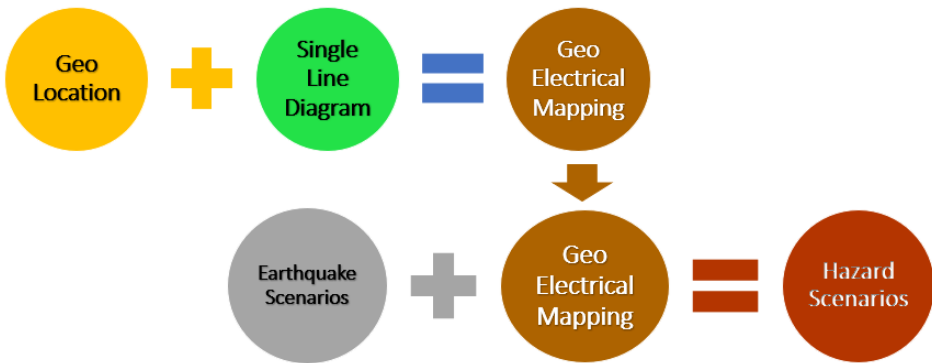 Geo
Location
Single
Line
Diagram
Geo
Electrical
Mapping
Earthquake
Scenarios
Geo
Electrical
Mapping
Hazard
Scenarios